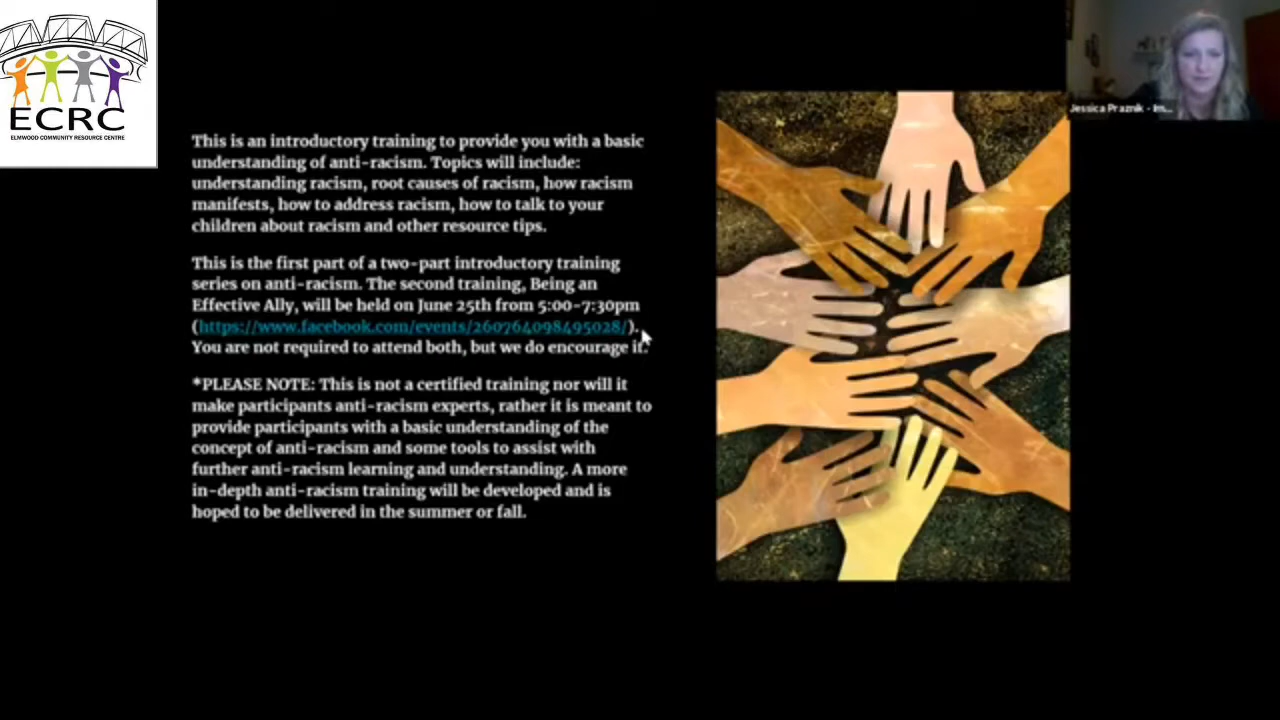 ECRC
ELMWOOD COMMUNITY RESOURCE CENTRE
Jessica Praznik - Im...
This is an introductory training to provide you with a basic
understanding of anti-racism. Topics will include:
understanding racism, root causes of racism, how racism
manifests, how to address racism, how to talk to your
children about racism and other resource tips.
This is the first part of a two-part introductory training
series on anti-racism. The second training, Being an
Effective Ally, will be held on June 25th from 5:00-7:30pm
(https://www.facebook.com/events/260764098495028/).
You are not required to attend both, but we do encourage it.
*PLEASE NOTE: This is not a certified training nor will it
make participants anti-racism experts, rather it is meant to
provide participants with a basic understanding of the
concept of anti-racism and some tools to assist with
further anti-racism learning and understanding. A more
in-depth anti-racism training will be developed and is
hoped to be delivered in the summer or fall.